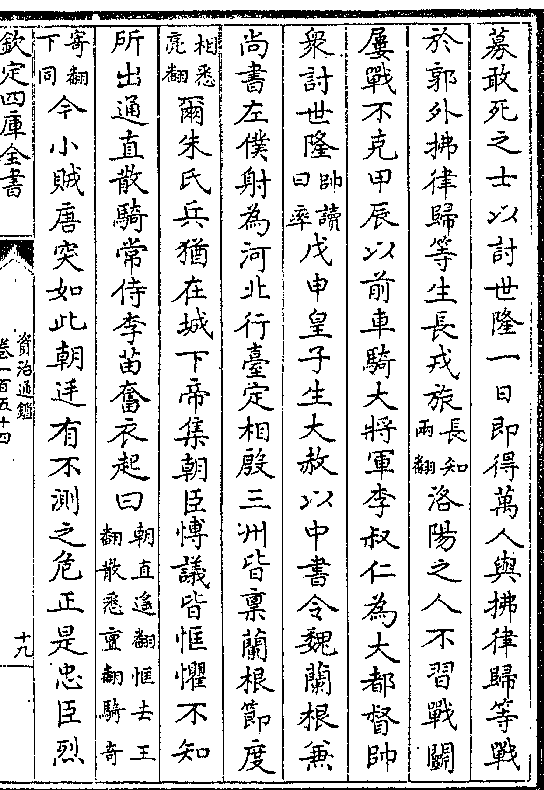 募敢死之士以討世隆一日即得萬人與拂律歸等戰
於郭外拂律歸等生長戎旅長知兩翻洛陽之人不習戰鬭
屢戰不克甲辰以前車騎大將軍李叔仁為大都督帥
衆討世隆帥讀曰率戊申皇子生大赦以中書令魏蘭根兼
尚書左僕射為河北行臺定相殷三州皆稟蘭根節度
相悉亮翻爾朱氏兵猶在城下帝集朝臣愽議皆恇懼不知
所出通直散騎常侍李苗奮衣起曰朝直遥翻恇去王翻散悉亶翻騎奇
寄翻下同今小賊唐突如此朝廷有不測之危正是忠臣烈
欽定四庫全書
資治通鑑
卷一百五十四
十九